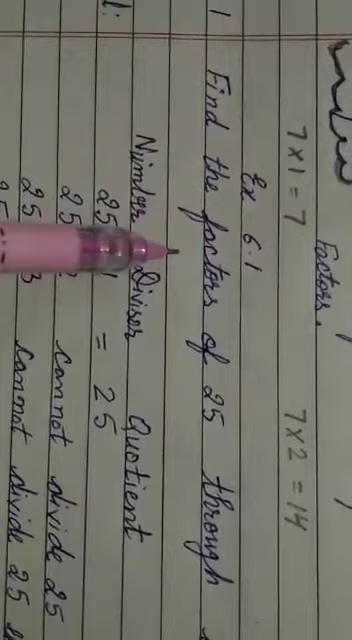 Factors.
7 x 1 = 7 7 x 2 = 14
Ex 6.1
1 Find the factors of 25 through
Number Divisor Quotient
25 1 = 25
25 2 cannot divide 25
25 3 cannot divide 25